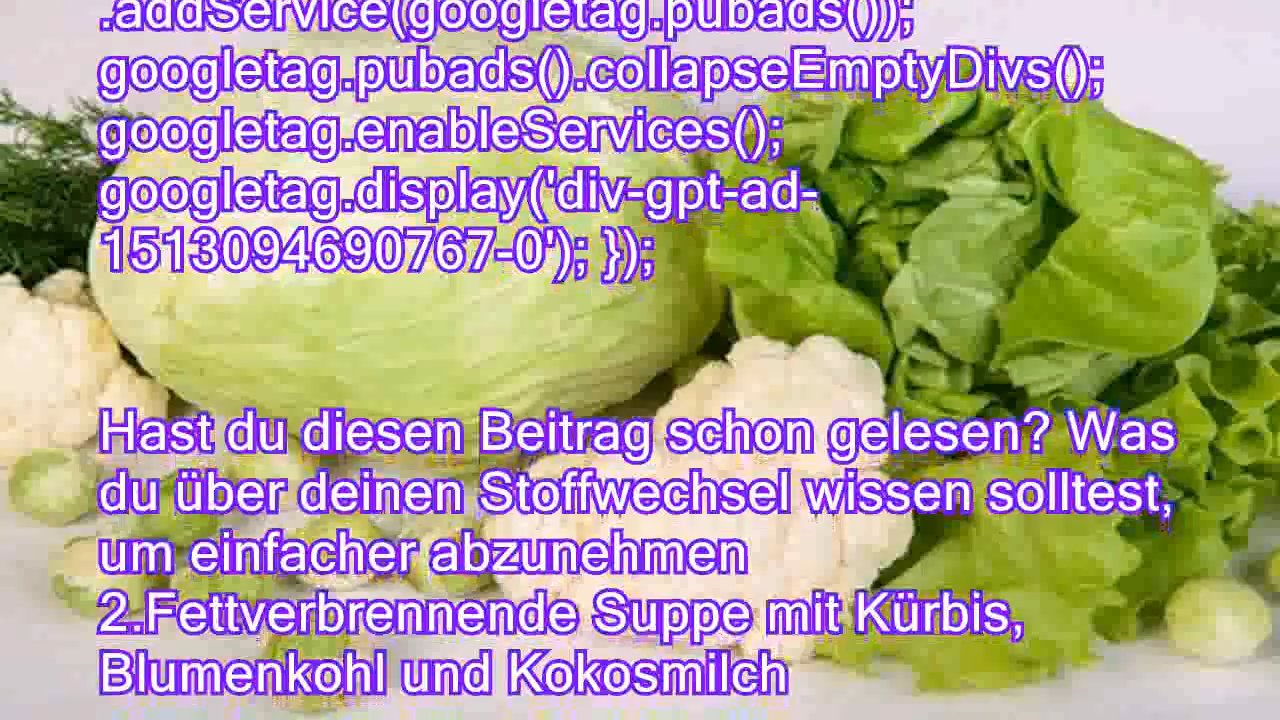 .addService(googletag.pubads());
googletag.pubads().collapseEmptyDivs();
googletag.enableServices();
googletag.display('div-gpt-ad-
1513094690767-0'); });
Hast du diesen Beitrag schon gelesen? Was
du über deinen Stoffwechsel wissen solltest,
um einfacher abzunehmen
2.Fettverbrennende Suppe mit Kürbis,
Blumenkohl und Kokosmilch